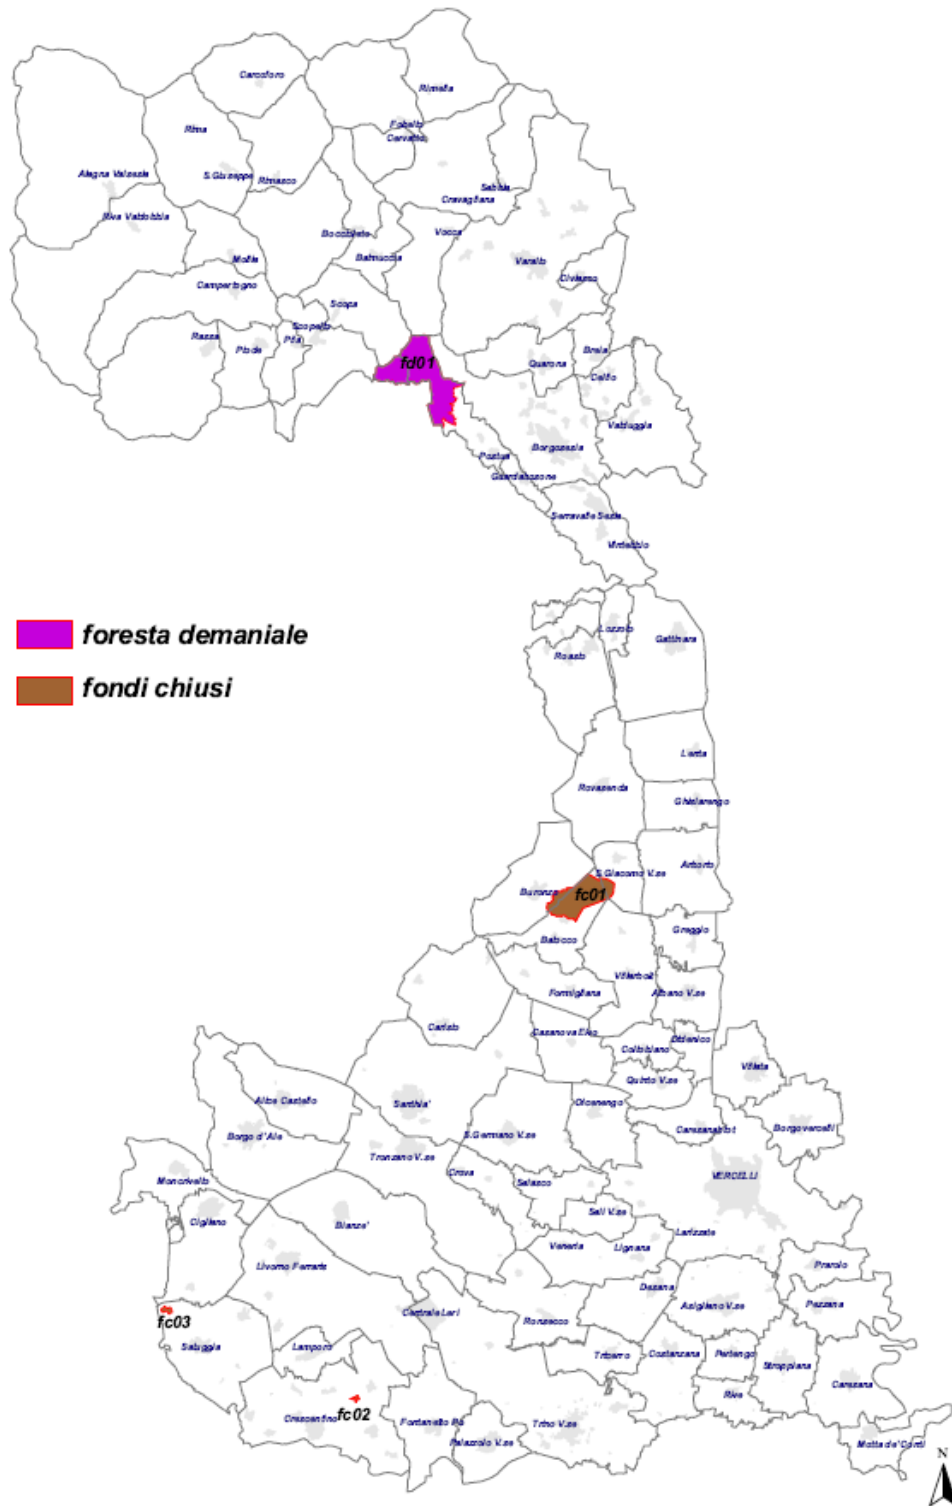 Carcoforo
Rimella
Rima
Fobello
Cervatto
Alagna Valsesia
S.Giuseppe
Rimasco
Sabbia
Cravagliana
Riva Valdobbia
Boccioleto
Vocca
Mollia
Balmuccia
Varallo
Civiasco
Campertogno
Scopa
Scopello
Rassa
Piode
Pila
Breia
fd01
Quarona
Cellio
Valduggia
Borgosesia
Postua
Guardabosone
Serravalle Sesia
Vintebbio
foresta demaniale
Lozzolo
Gattinara
Roasio
fondi chiusi
Lenta
Rovasenda
Ghislarengo
Arborio
S.Giacomo V.se
Buronzo
fc01
Greggio
Balocco
Villarboit
Formigliana
Albano V.se
Carisio
Casanova Elvo
Oldenico
Collobiano
Villata
Quinto V.se
Alice Castello
Santhia'
Olcenengo
Borgo d'Ale
S.Germano V.se
Caresanablot
Borgovercelli
Tronzano V.se
Crova
VERCELLI
Moncrivello
Salasco
Cigliano
Bianze'
Sali V.se
Larizzate
Veneria
Lignana
Livorno Ferraris
Prarolo
Desana
Centrale Leri
Asigliano V.se
Pezzana
fc03
Ronsecco
Saluggia
Lamporo
Tricerro
Costanzana
Pertengo
Stroppiana
Caresana
Rive
fc02
Crescentino
Fontanetto Po
Trino V.se
Palazzolo V.se
Motta de'Conti
N